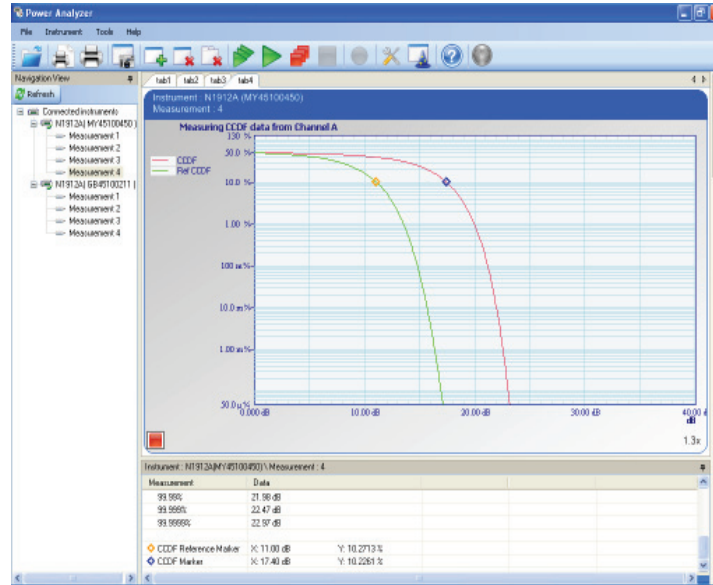 Power Analyzer
File Instrument Tools Help
Navigation View
Refresh
Connected instruments
N1912A( MY45100450 )
Measurement 1
Measurement 2
Measurement 3
Measurement 4
N1912A( GB45100211 )
Measurement 1
Measurement 2
Measurement 3
Measurement 4
tab1 tab2 tab3 tab4
Instrument : N1912A (MY45100450)
Measurement : 4
Measuring CCDF data from Channel A
CCDF
Ref CCDF
130 %
50.0 %
10.0 %
1.00 %
100 m%
10.0 m%
1.00 m%
50.0 u%
0.000 dB 10.00 dB 20.00 dB 30.00 dB 40.00 dB
1.3x
Instrument : N1912A(MY45100450) \ Measurement : 4
Measurement Data
99.99% 21.98 dB
99.999% 22.47 dB
99.9999% 22.97 dB
CCDF Reference Marker X: 11.00 dB Y: 10.2713 %
CCDF Marker X: 17.40 dB Y: 10.2261 %